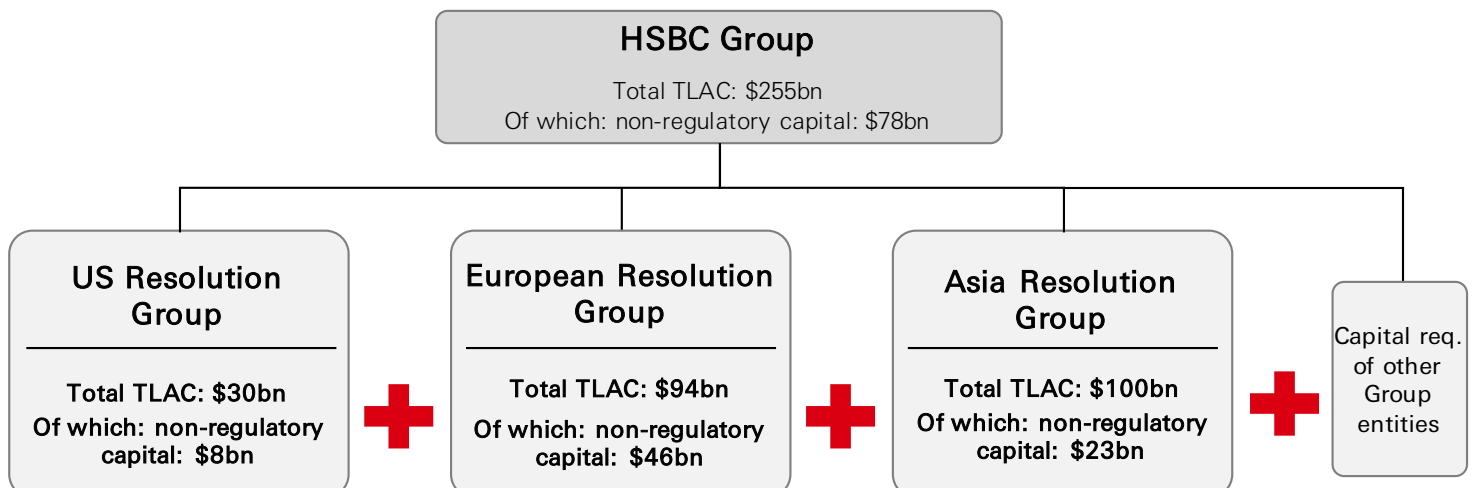 HSBC Group
Total TLAC: $255bn
Of which: non-regulatory capital: $78bn
US Resolution
Group
Total TLAC: $30bn
Of which: non-regulatory
capital: $8bn
European Resolution
Group
Total TLAC: $94bn
Of which: non-regulatory
capital: $46bn
Asia Resolution
Group
Total TLAC: $100bn
Of which: non-regulatory
capital: $23bn
Capital req.
of other
Group
entities